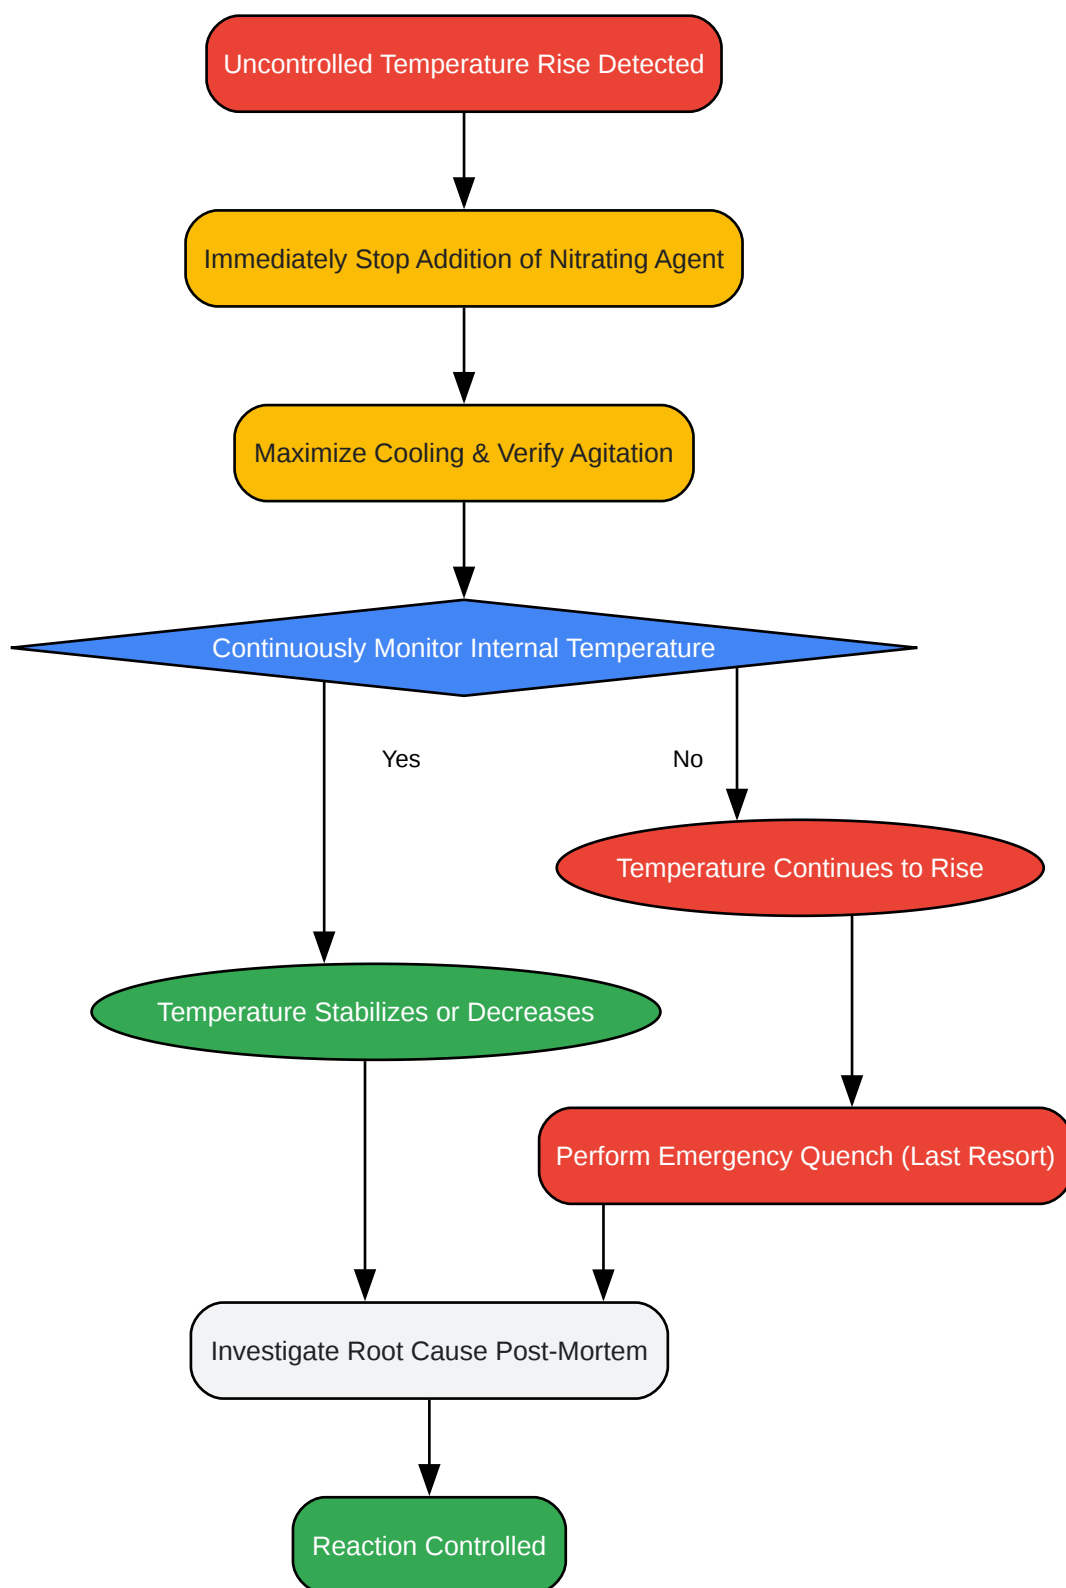 Uncontrolled Temperature Rise Detected
Immediately Stop Addition of Nitrating Agent
Maximize Cooling & Verify Agitation
Continuously Monitor Internal Temperature
Yes
No
Temperature Continues to Rise
Temperature Stabilizes or Decreases
Perform Emergency Quench (Last Resort)
Investigate Root Cause Post-Mortem
Reaction Controlled